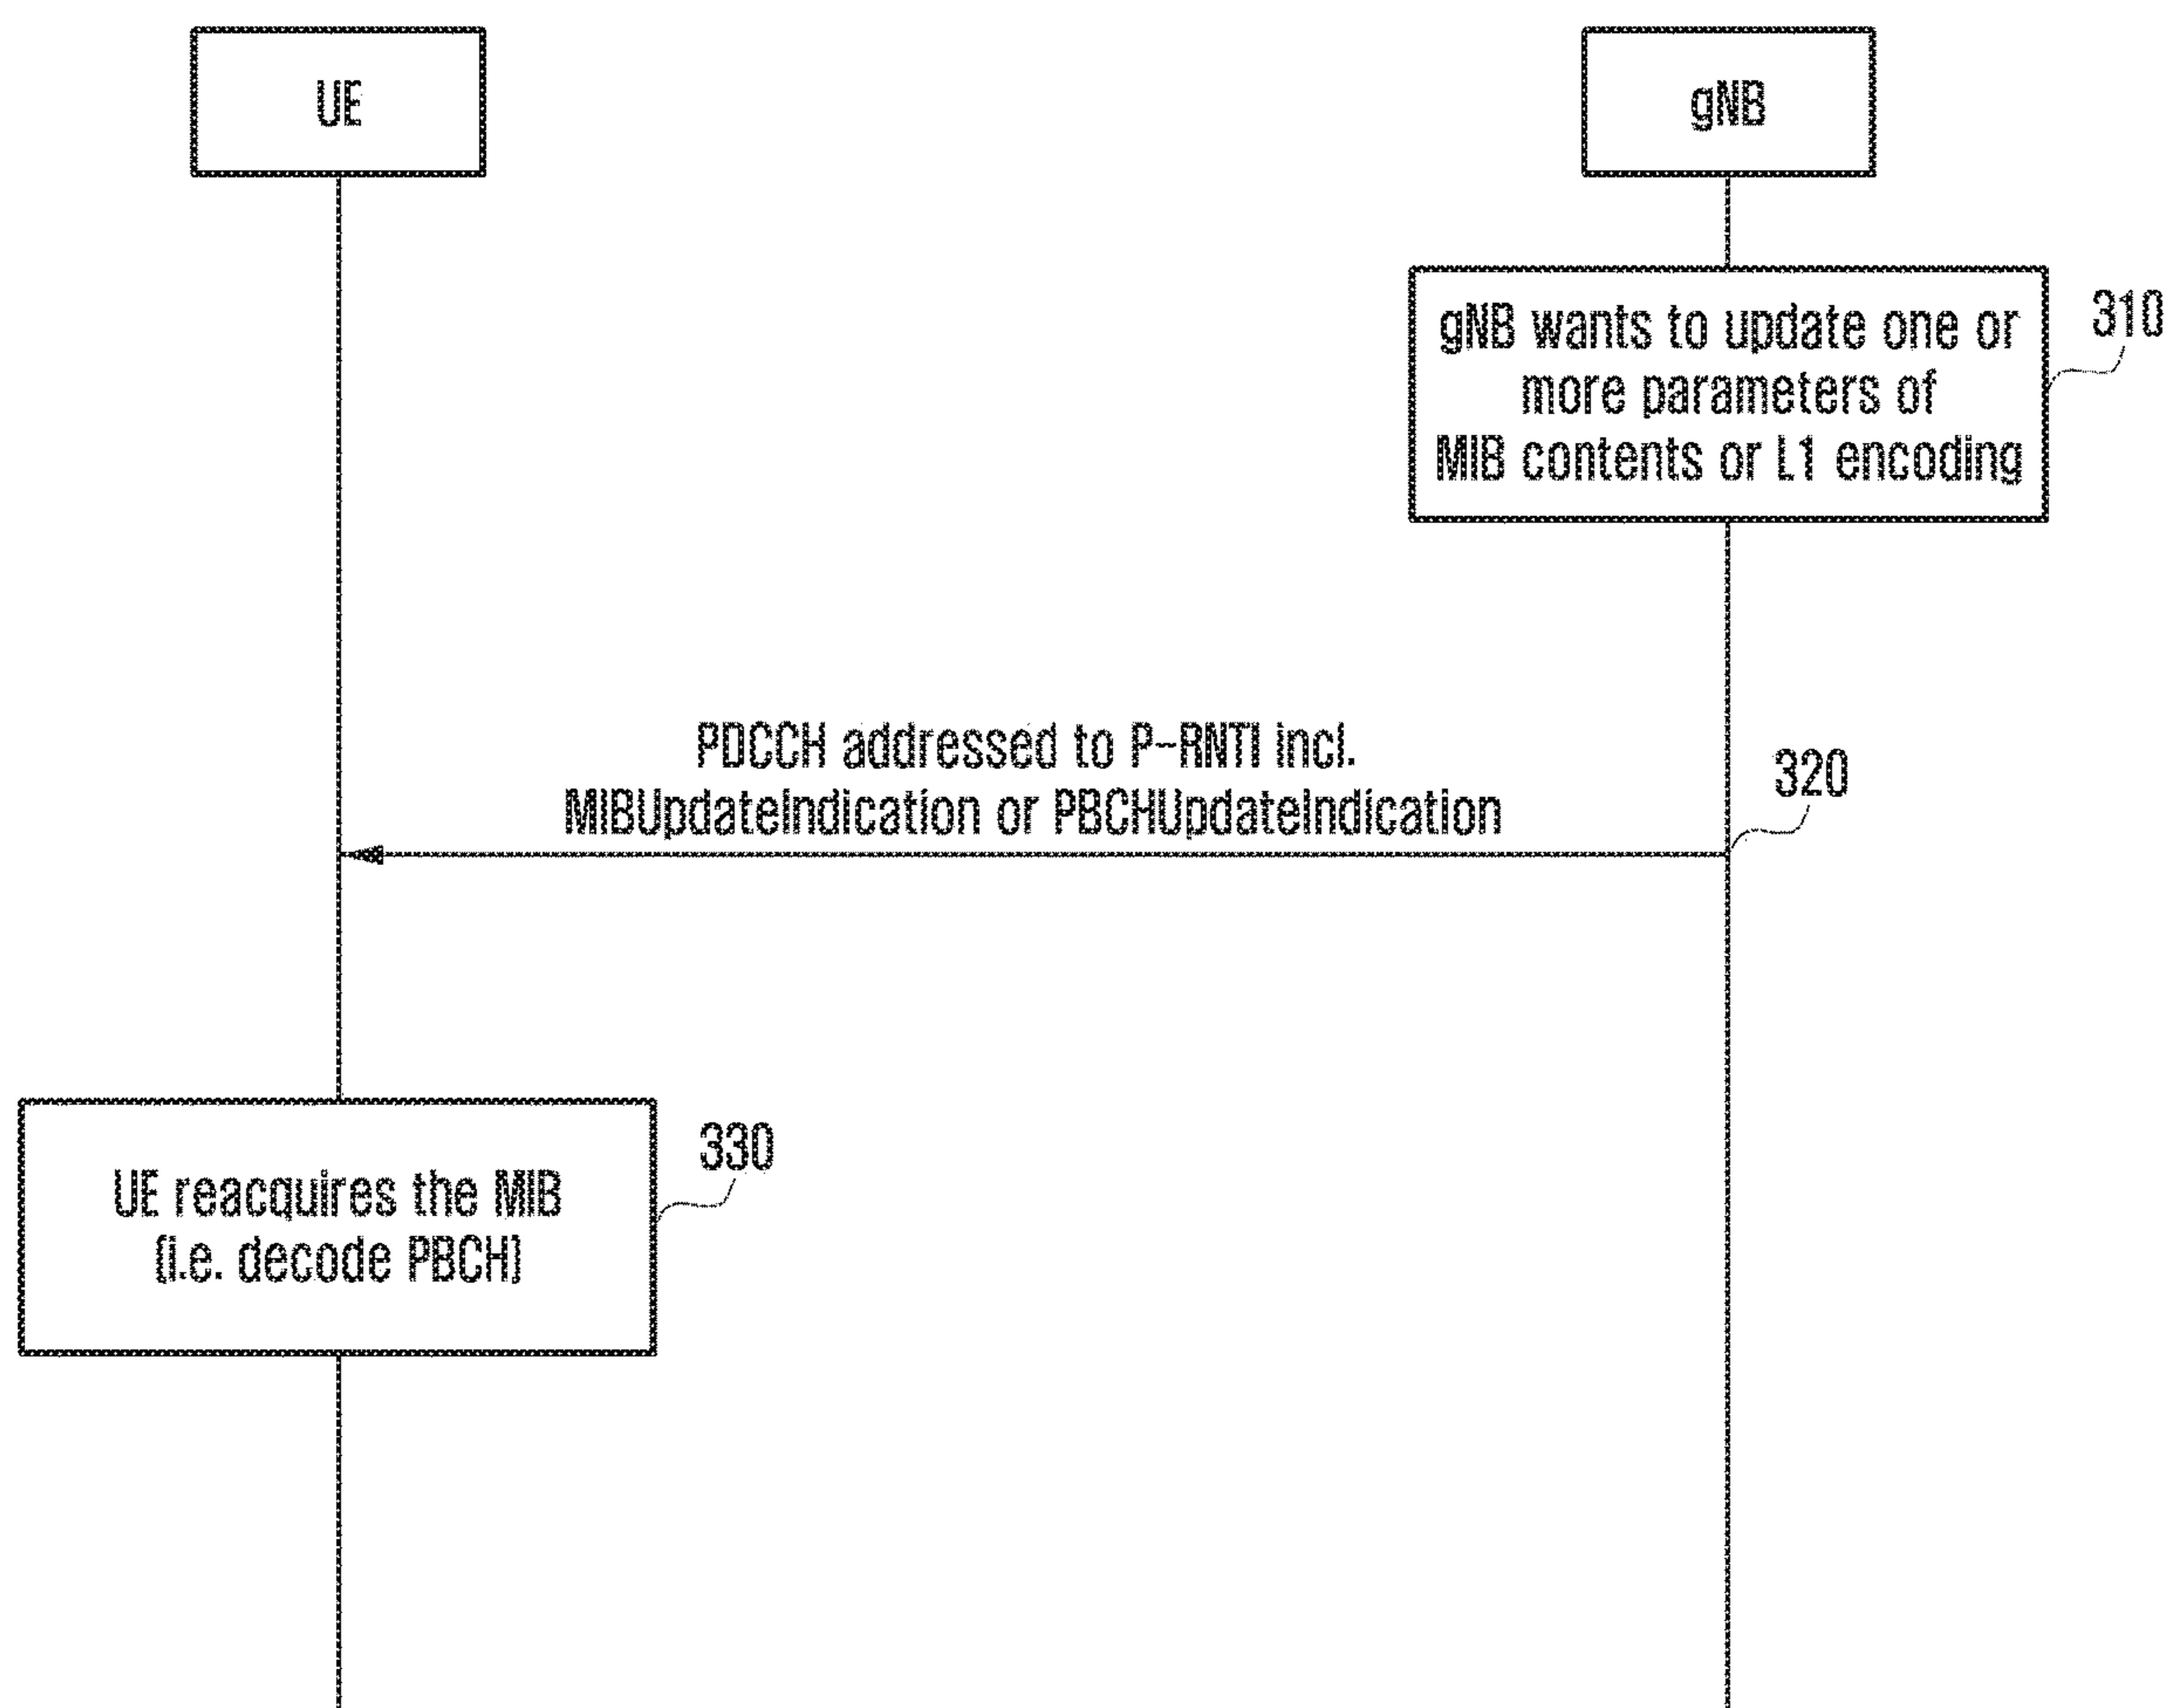 UE
gNB
gNB wants to update one or
more parameters of
MIB contents or L1 encoding
310
PDCCH addressed to P-RNTI incl.
MIBUpdateIndication or PBCHUpdateIndication
320
UE reacquires the MIB
(i.e. decode PBCH)
330